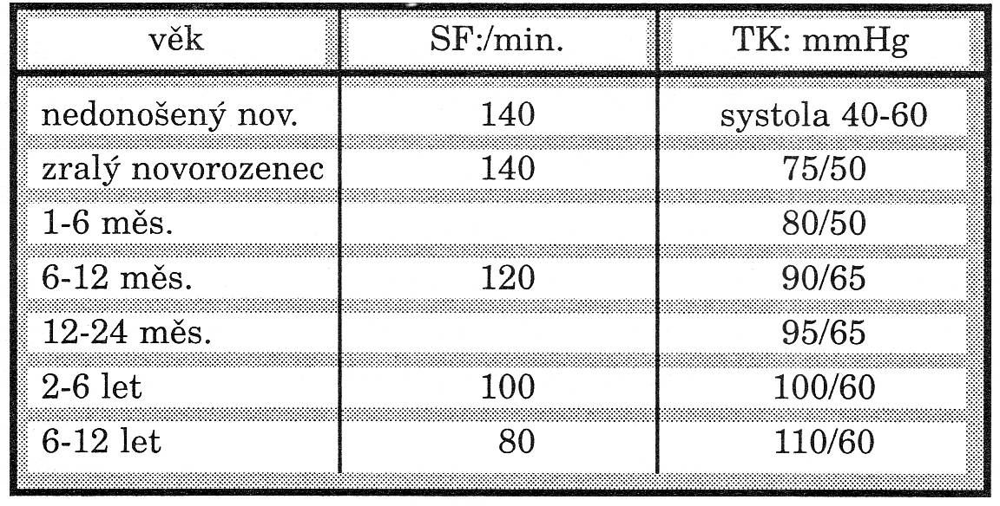 věk SF:/min. TK: mmHg
nedonošený nov. 140 systola 40-60
zralý novorozenec 140 75/50
1-6 měs. 80/50
6-12 měs. 120 90/65
12-24 měs. 95/65
2-6 let 100 100/60
6-12 let 80 110/60